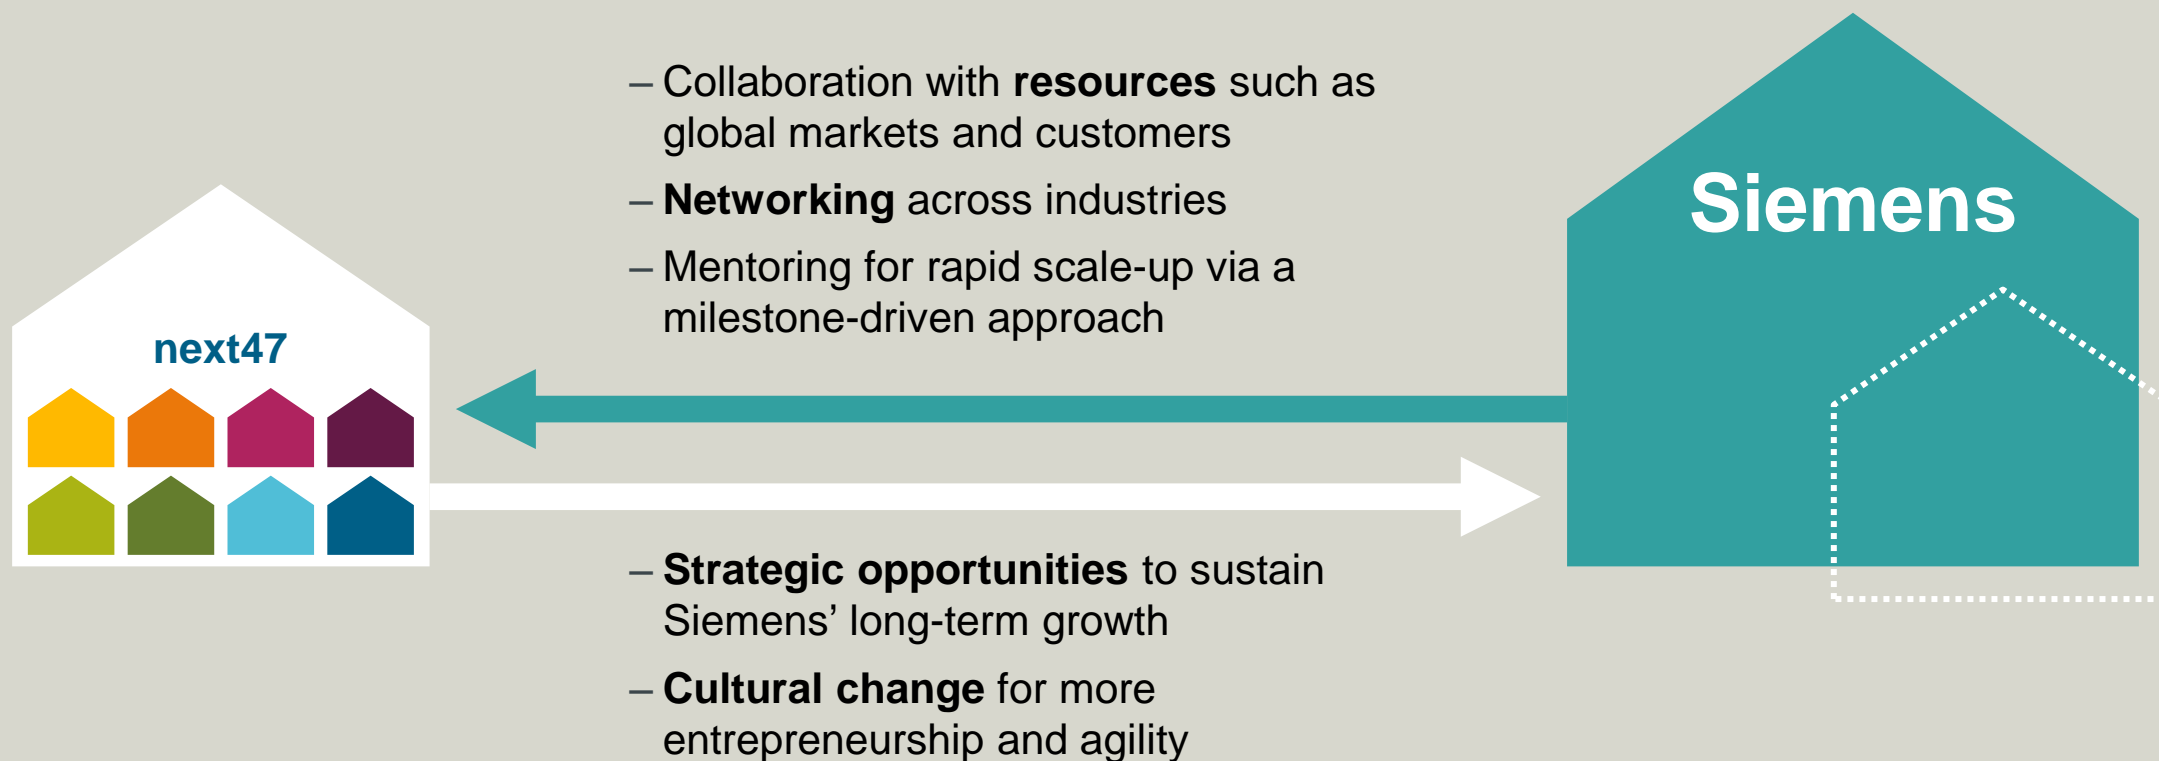 – Collaboration with resources such as
global markets and customers
– Networking across industries
– Mentoring for rapid scale-up via a
milestone-driven approach
Siemens
next47
– Strategic opportunities to sustain
Siemens’ long-term growth
– Cultural change for more
entrepreneurship and agility